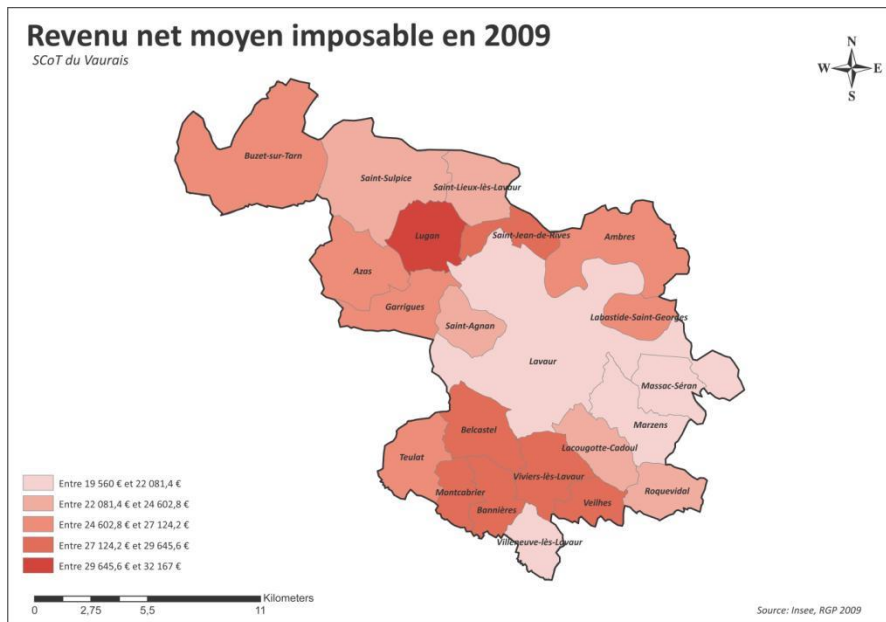 Revenu net moyen imposable en 2009
SCoT du Vaurais
N
W E
S
Buzet-sur-Tarn
Saint-Sulpice
Saint-Lieux-lès-Lavaur
Lugan
Saint-Jean-de-Rives
Ambres
Azas
Garrigues
Saint-Agnan
Labastide-Saint-Georges
Lavaur
Massac-Séran
Marzens
Belcastel
Lacougotte-Cadoul
Teulat
Viviers-lès-Lavaur
Montcabrier
Roquevidal
Veilhes
Bannières
Villeneuve-lès-Lavaur
Entre 19 560 € et 22 081,4 €
Entre 22 081,4 € et 24 602,8 €
Entre 24 602,8 € et 27 124,2 €
Entre 27 124,2 € et 29 645,6 €
Entre 29 645,6 € et 32 167 €
Kilometers
0 2,75 5,5 11
Source: Insee, RGP 2009